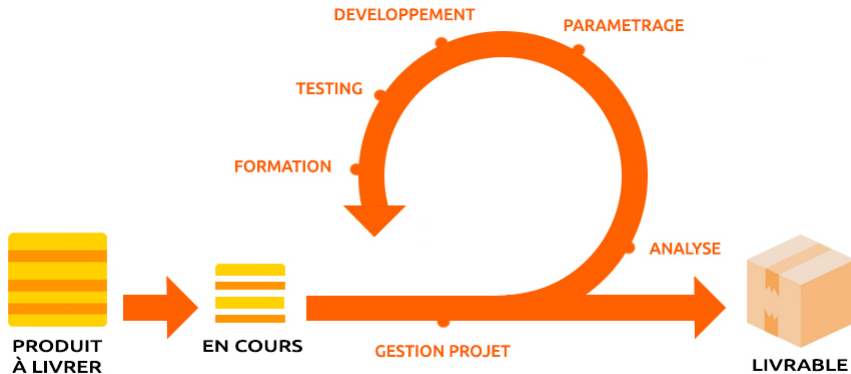 DEVELOPPEMENT
PARAMETRAGE
TESTING
FORMATION
ANALYSE
PRODUIT
À LIVRER
EN COURS
GESTION PROJET
LIVRABLE